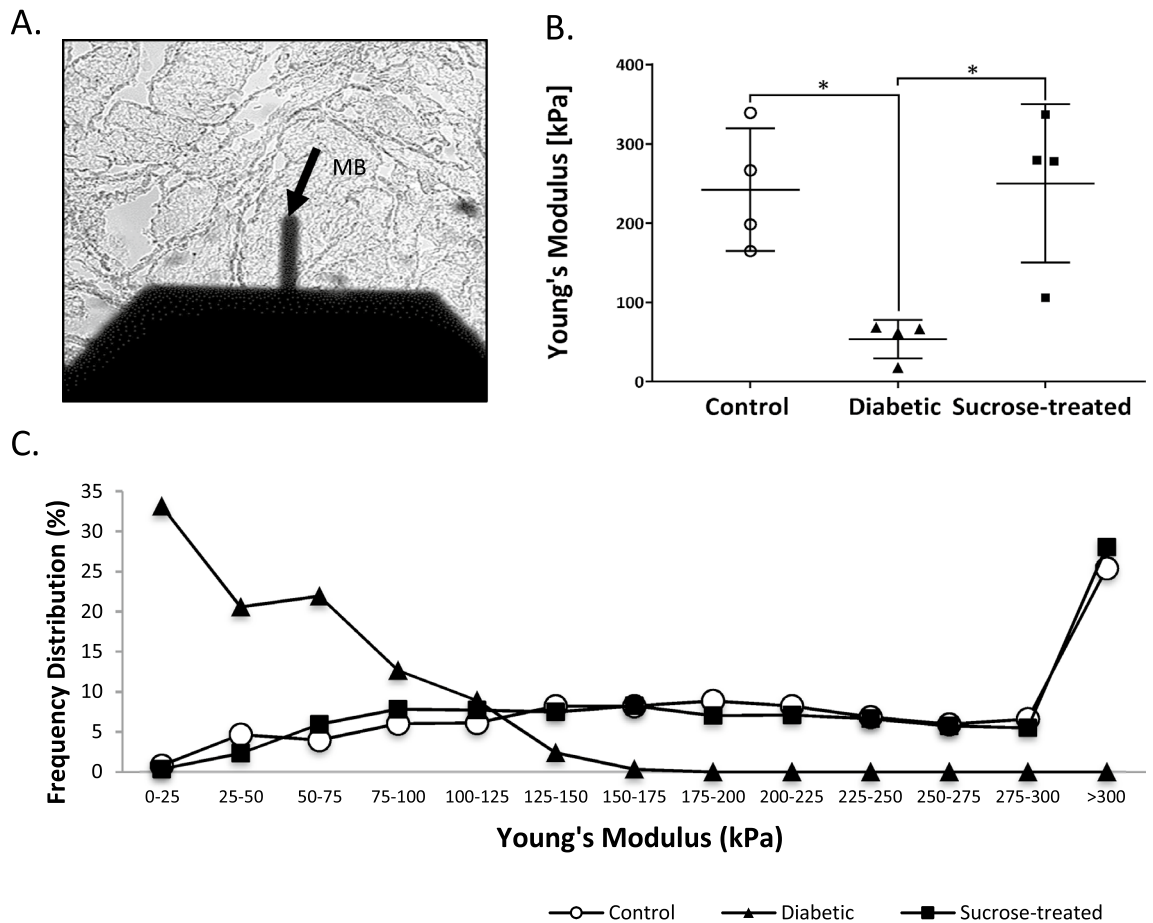 A.
MB
B.
Young's Modulus [kPa]
400
300
200
100
0
*
*
Control
Diabetic
Sucrose-treated
C.
Frequency Distribution (%)
35
30
25
20
15
10
5
0
0-25 25-50 50-75 75-100 100-125 125-150 150-175 175-200 200-225 225-250 250-275 275-300 >300
Young's Modulus (kPa)
Control Diabetic Sucrose-treated